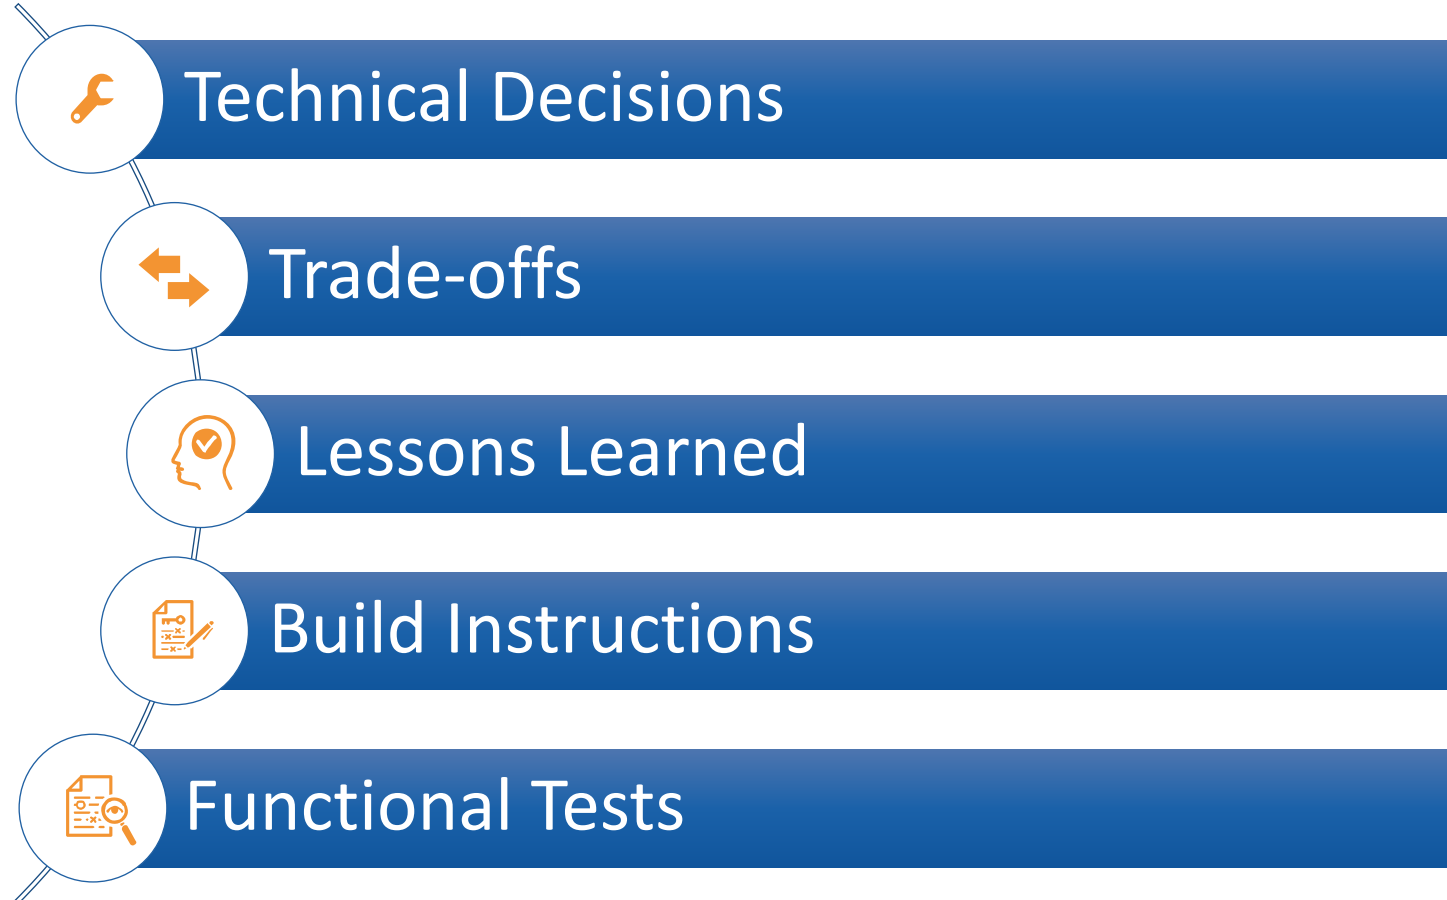 Technical Decisions
Trade-offs
Lessons Learned
Build Instructions
Functional Tests